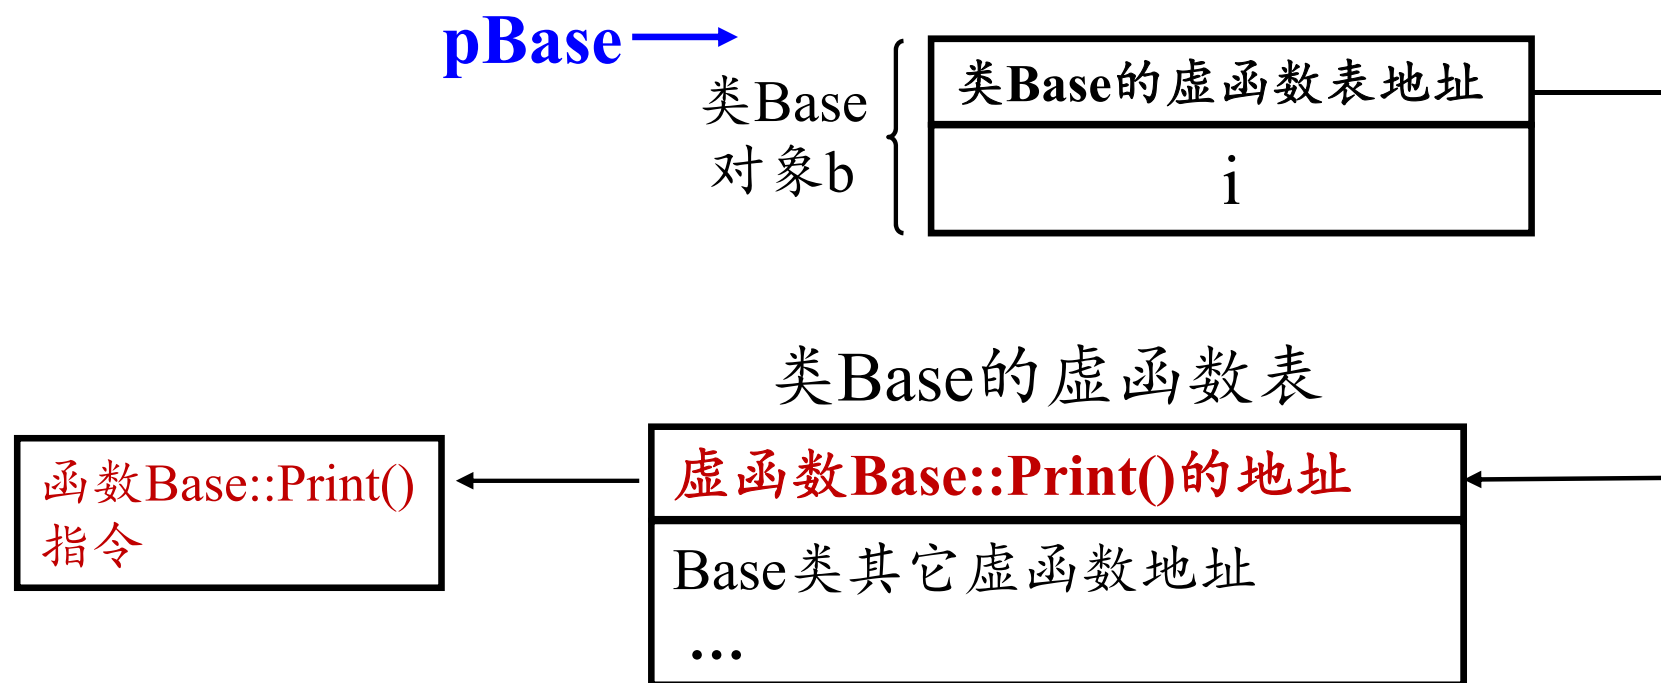 pBase
类Base
对象b
类Base的虚函数表地址
i
类Base的虚函数表
虚函数Base::Print()的地址
Base类其它虚函数地址
...
函数Base::Print()
指令